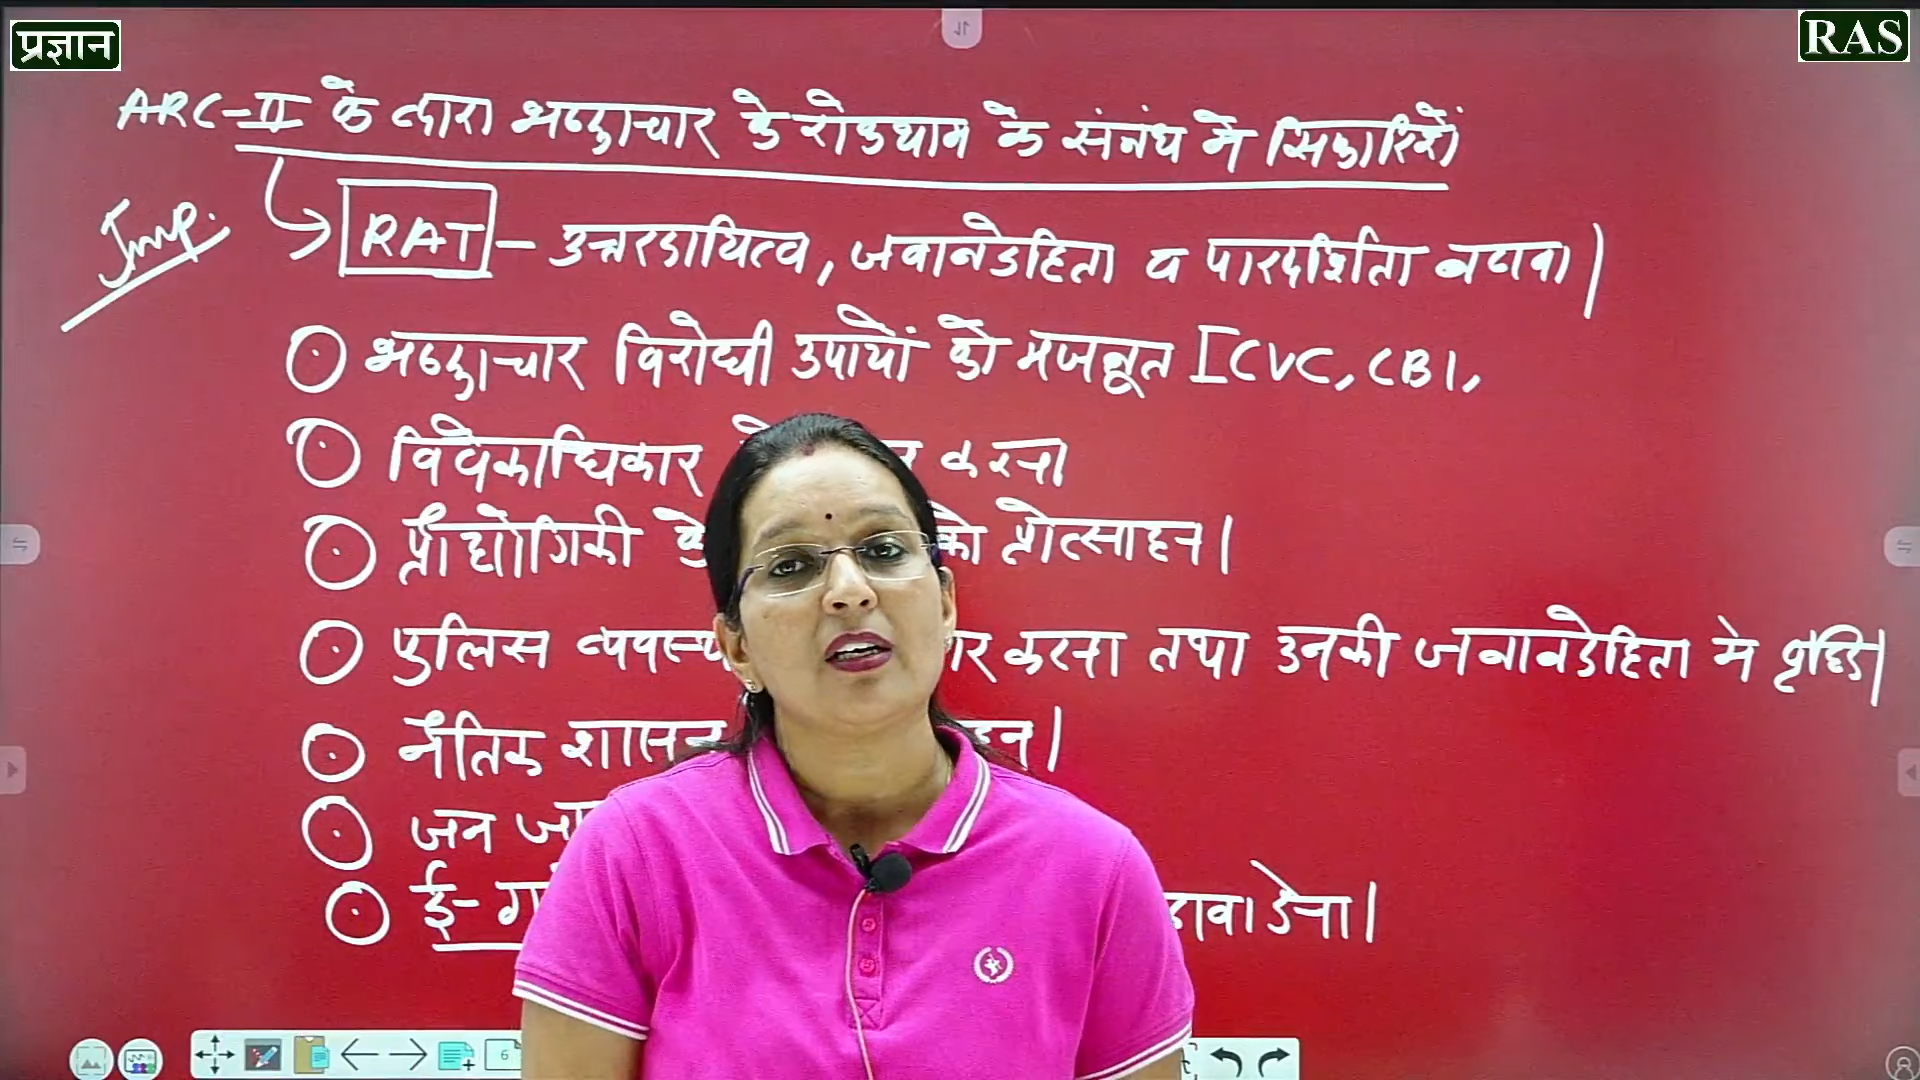 प्रज्ञान
RAS
ARC-II के द्वारा भ्रष्टाचार के रोकथाम के संबंध में सिफारिशें
Imp.
RAT - उत्तरदायित्व, जवाबदेहिता व पारदर्शिता बढावा।
भ्रष्टाचार विरोधी उपायों को मजबूत [CVC, CBI,
विवेकाधिकार करना
प्रौद्योगिकी के को प्रोत्साहन।
पुलिस करना तथा उनकी जवाबदेहिता में वृद्धि।
नैतिक शासन
जन
ई- देना।
6